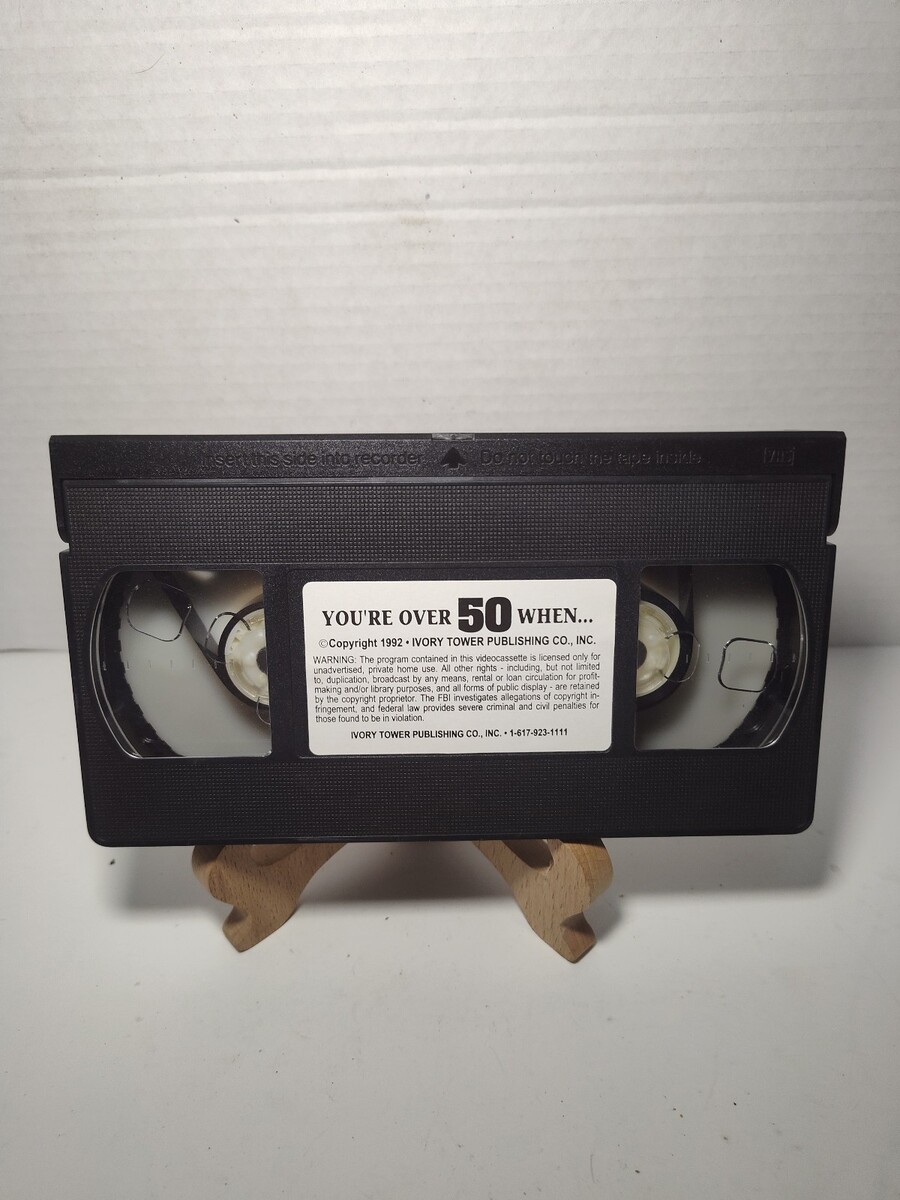 Insert this side into recorder Do not touch the tape inside VHS
YOU'RE OVER 50 WHEN...
©Copyright 1992 • IVORY TOWER PUBLISHING CO., INC.
WARNING: The program contained in this videocassette is licensed only for
unadvertised, private home use. All other rights - including, but not limited
to, duplication, broadcast by any means, rental or loan circulation for profit-
making and/or library purposes, and all forms of public display - are retained
by the copyright proprietor. The FBI investigates allegations of copyright in-
fringement, and federal law provides severe criminal and civil penalties for
those found to be in violation.
IVORY TOWER PUBLISHING CO., INC. • 1-617-923-1111